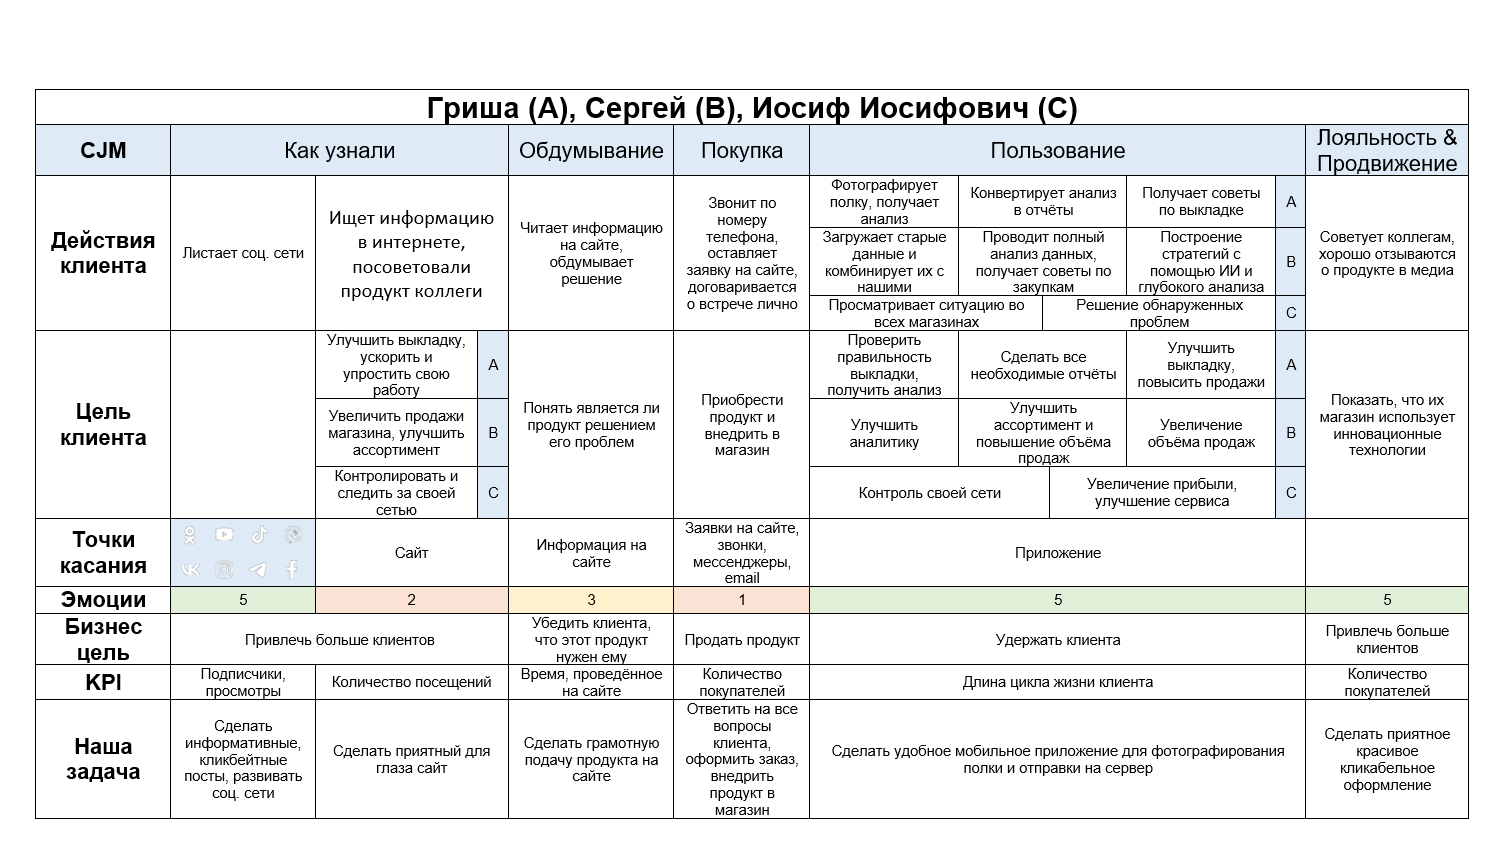 Гриша (А), Сергей (В), Иосиф Иосифович (С)
CJM
Как узнали
Обдумывание
Покупка
Пользование
Лояльность &
Продвижение
Действия
клиента
Листает соц. сети
Ищет информацию
в интернете,
посоветовали
продукт коллеги
Читает информацию
на сайте,
обдумывает
решение
Звонит по
номеру
телефона,
оставляет
заявку на сайте,
договаривается
о встрече лично
Фотографирует
полку, получает
анализ
Конвертирует анализ
в отчёты
Получает советы
по выкладке
А
Загружает старые
данные и
комбинирует их с
нашими
Проводит полный
анализ данных,
получает советы по
закупкам
Построение
стратегий с
помощью ИИ и
глубокого анализа
В
Просматривает ситуацию во
всех магазинах
Решение обнаруженных
проблем
С
Советует коллегам,
хорошо отзываются
о продукте в медиа
Цель
клиента
Улучшить выкладку,
ускорить и
упростить свою
работу
А
Увеличить продажи
магазина, улучшить
ассортимент
В
Контролировать и
следить за своей
сетью
С
Понять является ли
продукт решением
его проблем
Приобрести
продукт и
внедрить в
магазин
Проверить
правильность
выкладки,
получить анализ
Сделать все
необходимые отчёты
Улучшить
выкладку,
повысить продажи
А
Улучшить
аналитику
Улучшить
ассортимент и
повышение объёма
продаж
Увеличение
объёма продаж
В
Контроль своей сети
Увеличение прибыли,
улучшение сервиса
С
Показать, что их
магазин использует
инновационные
технологии
Точки
касания
Сайт
Информация на
сайте
Заявки на сайте,
звонки,
мессенджеры,
email
Приложение
Эмоции
5
2
3
1
5
5
Бизнес
цель
Привлечь больше клиентов
Убедить клиента,
что этот продукт
нужен ему
Продать продукт
Удержать клиента
Привлечь больше
клиентов
KPI
Подписчики,
просмотры
Количество посещений
Время, проведённое
на сайте
Количество
покупателей
Длина цикла жизни клиента
Количество
покупателей
Наша
задача
Сделать
информативные,
кликбейтные
посты, развивать
соц. сети
Сделать приятный для
глаза сайт
Сделать грамотную
подачу продукта на
сайте
Ответить на все
вопросы
клиента,
оформить заказ,
внедрить
продукт в
магазин
Сделать удобное мобильное приложение для фотографирования
полки и отправки на сервер
Сделать приятное
красивое
кликабельное
оформление